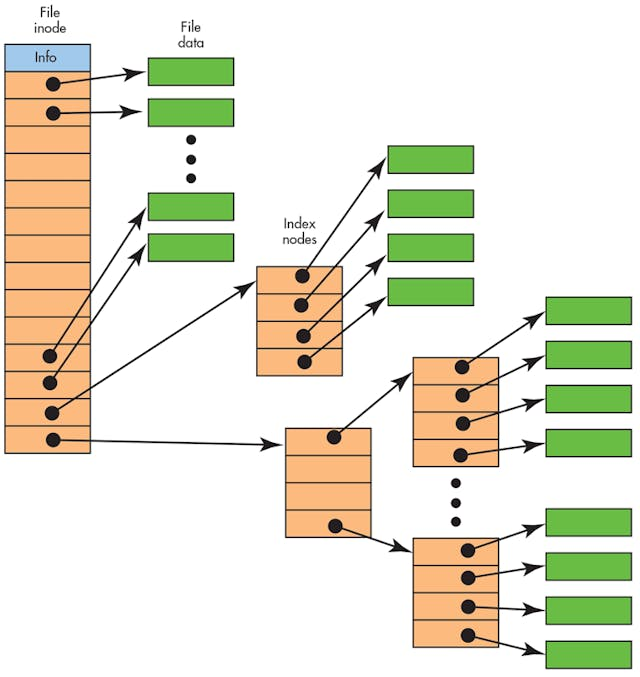 File
inode
File
data
Info
Index
nodes